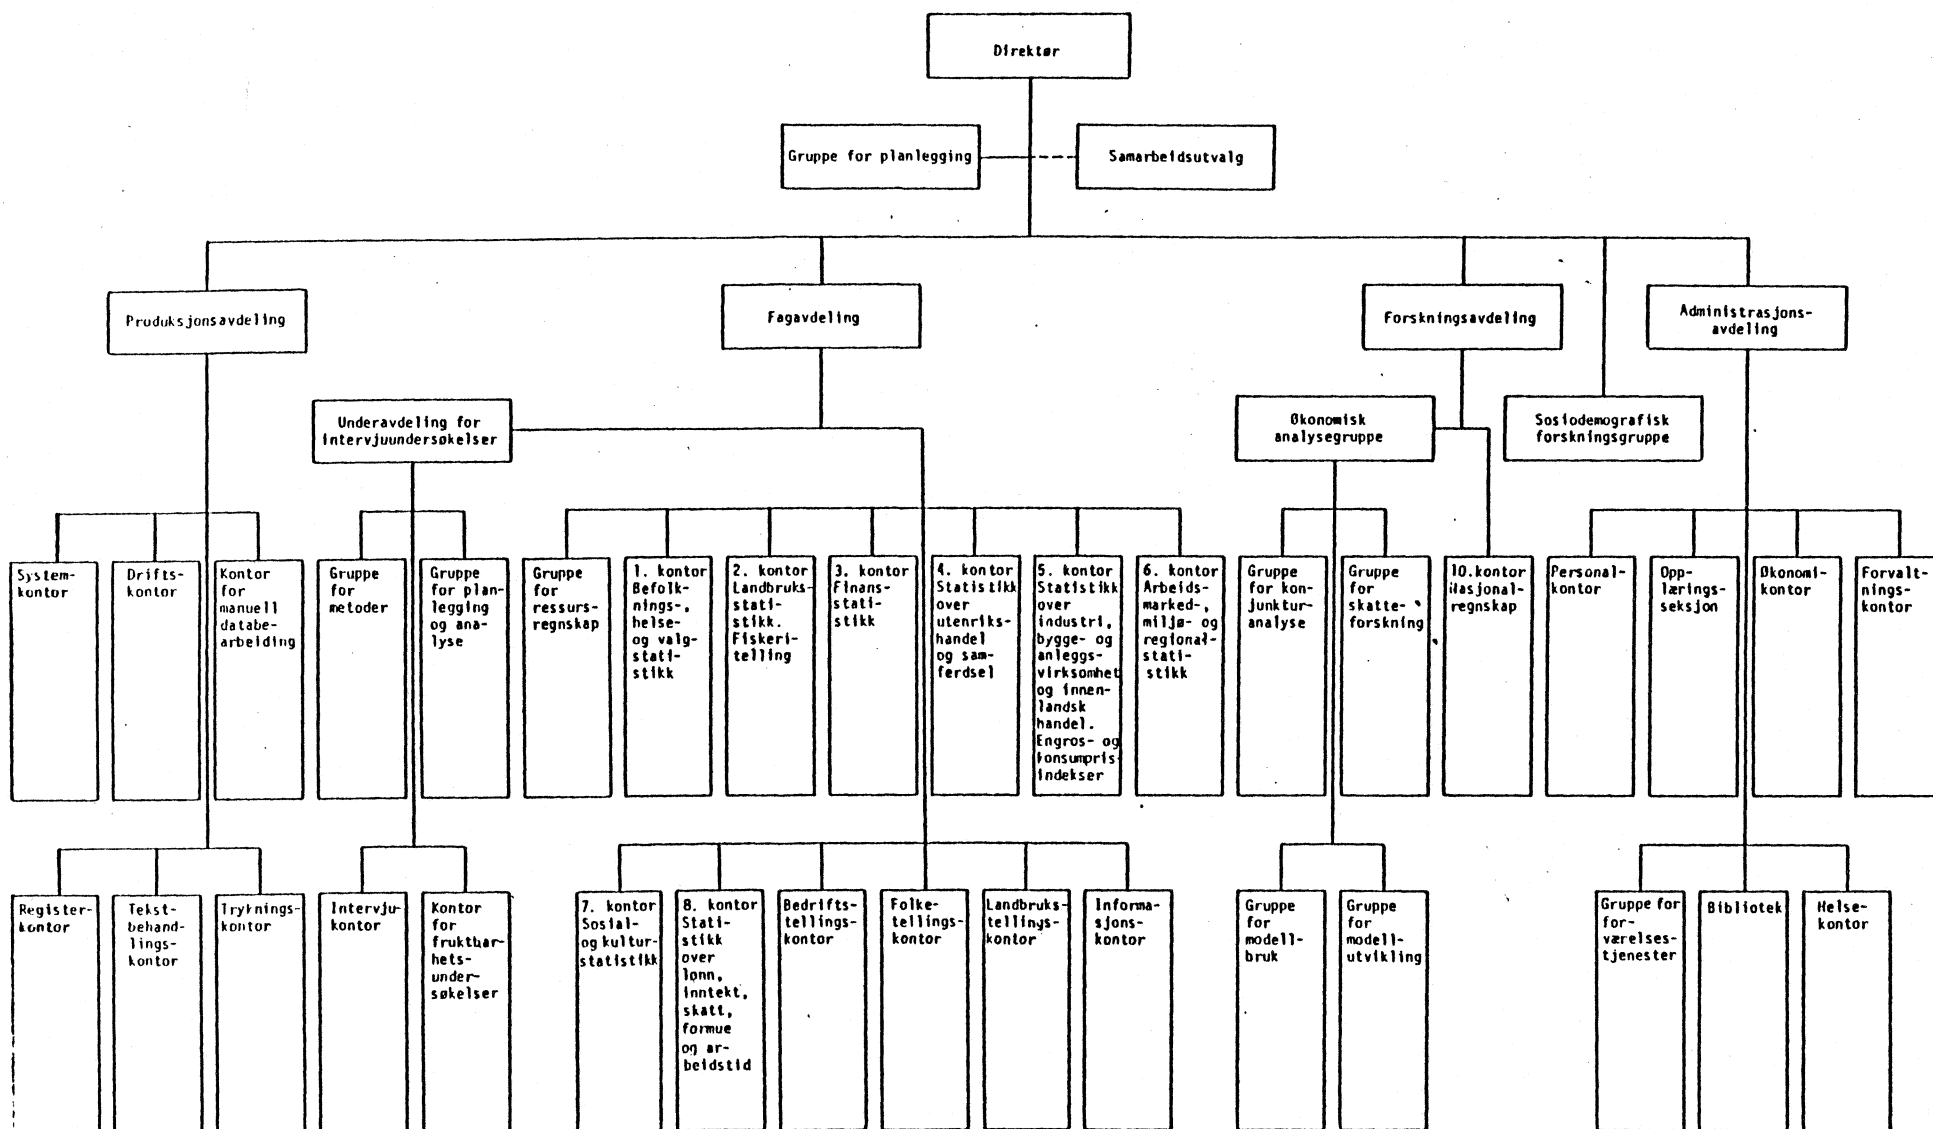 Direktør
Gruppe for planlegging
Samarbeidsutvalg
Produksjonsavdeling
Fagavdeling
Forskningsavdeling
Administrasjons-
avdeling
Underavdeling for
intervjuundersøkelser
Økonomisk
analysegruppe
Sosiodemografisk
forskningsgruppe
System-
kontor
Drifts-
kontor
Kontor
for
manuell
databe-
arbeiding
Gruppe
for
metoder
Gruppe
for plan-
legging
og ana-
lyse
Gruppe
for
ressurs-
regnskap
1. kontor
Befolk-
nings-,
helse-
og valg-
stati-
stikk
2. kontor
Landbruks-
stati-
stikk.
Fiskeri-
telling
3. kontor
Finans-
stati-
stikk
4. kontor
Statistikk
over
utenriks-
handel
og sam-
ferdsel
5. kontor
Statistikk
over
industri,
bygge- og
anleggs-
virksomhet
og innen-
landsk
handel.
Engros- og
konsumpris-
indekser
6. kontor
Arbeids-
marked-,
miljø- og
regional-
stati-
stikk
Gruppe
for kon-
junktur-
analyse
Gruppe
for
skatte-
forskning
10.kontor
Nasjonal-
regnskap
Personal-
kontor
Opp-
lærings-
seksjon
Økonomi-
kontor
Forvalt-
nings-
kontor
Register-
kontor
Tekst-
behand-
lings-
kontor
Tryknings-
kontor
Intervju-
kontor
Kontor
for
fruktbar-
hets-
under-
søkelser
7. kontor
Sosial-
og kultur-
statistikk
8. kontor
Stati-
stikk
over
lønn,
inntekt,
skatt,
formue
og ar-
beidstid
Bedrifts-
tellings-
kontor
Folke-
tellings-
kontor
Landbruks-
tellings-
kontor
Informa-
sjons-
kontor
Gruppe
for
modell-
bruk
Gruppe
for
modell-
utvikling
Gruppe for
for-
værelses-
tjenester
Bibliotek
Helse-
kontor